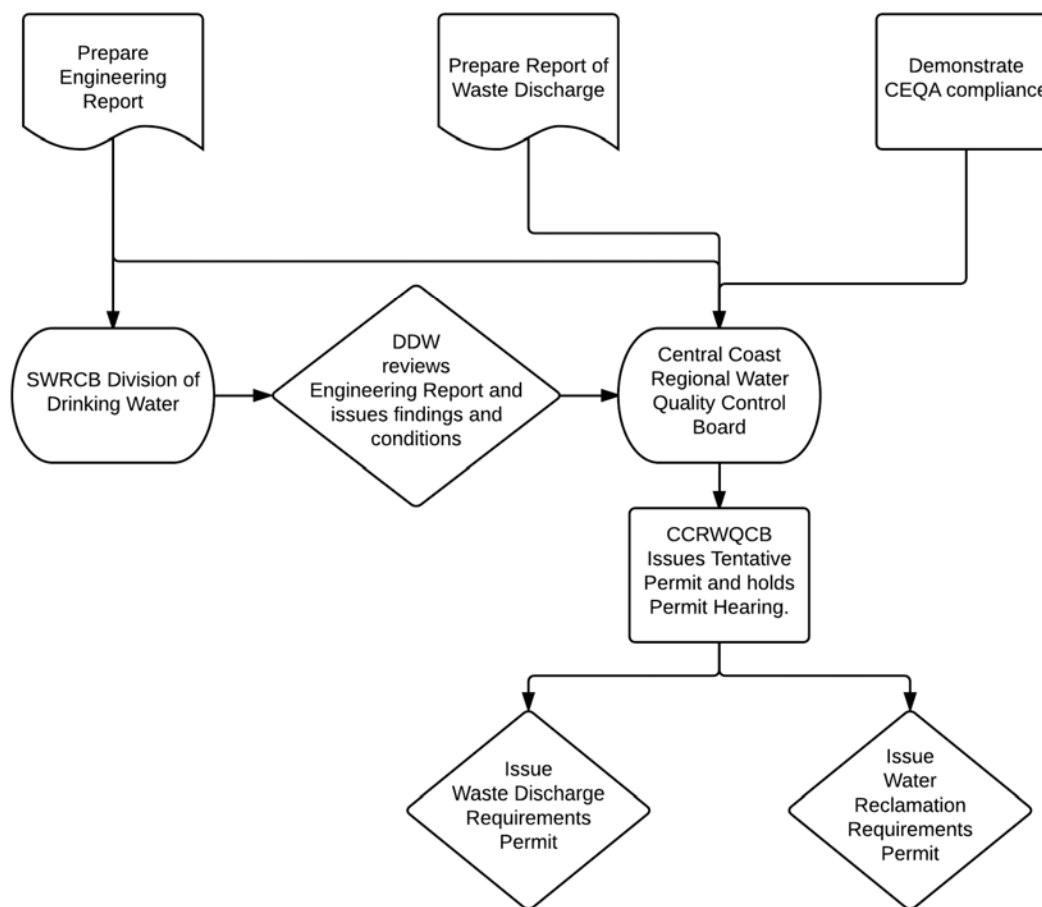 Prepare
Engineering
Report
Prepare Report of
Waste Discharge
Demonstrate
CEQA compliance
SWRCB Division of
Drinking Water
DDW
reviews
Engineering Report and
issues findings and
conditions
Central Coast
Regional Water
Quality Control
Board
CCRWQCB
Issues Tentative
Permit and holds
Permit Hearing.
Issue
Waste Discharge
Requirements
Permit
Issue
Water
Reclamation
Requirements
Permit